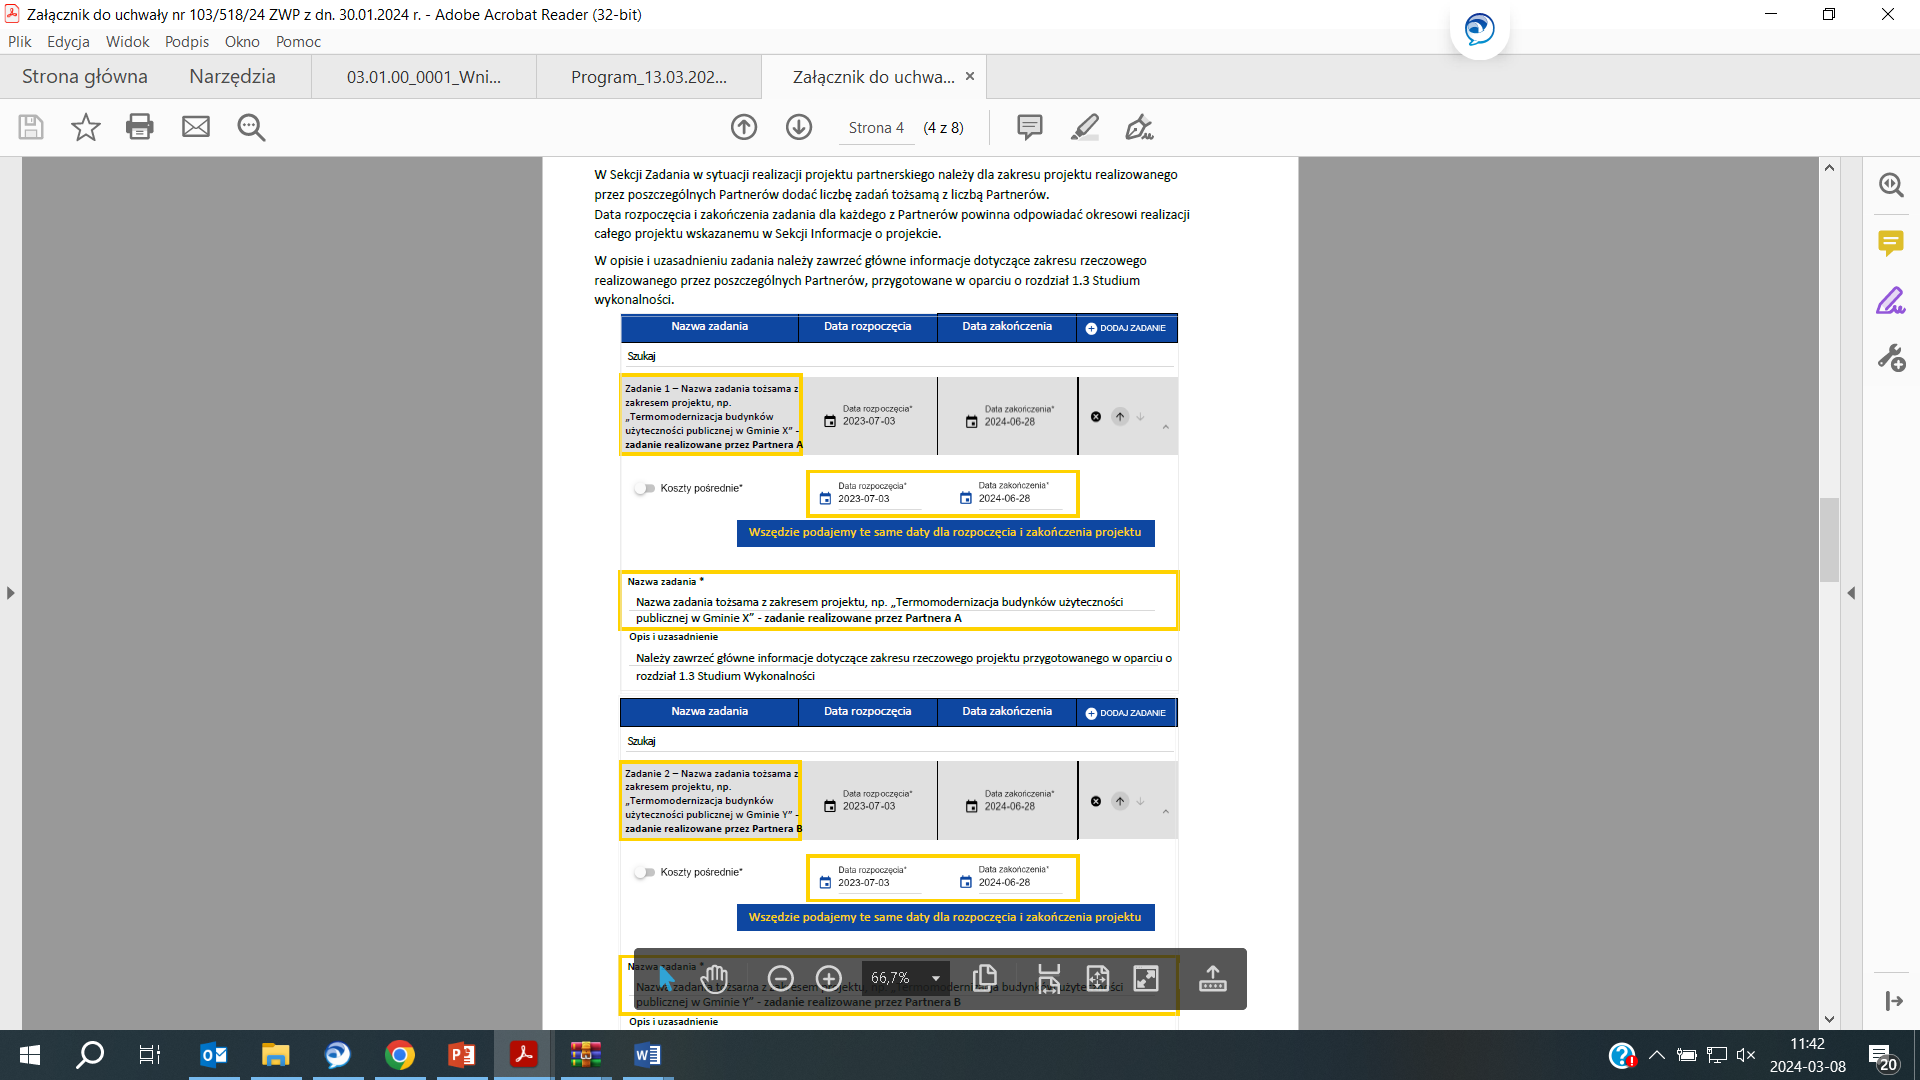 Załącznik do uchwały nr 103/518/24 ZWP z dn. 30.01.2024 r. - Adobe Acrobat Reader (32-bit)
Plik Edycja Widok Podpis Okno Pomoc
Strona główna Narzędzia 03.01.00_0001_Wni... Program_13.03.202... Załącznik do uchwa... ×
Strona 4 (4 z 8)
W Sekcji Zadania w sytuacji realizacji projektu partnerskiego należy dla zakresu projektu realizowanego
przez poszczególnych Partnerów dodać liczbę zadań tożsamą z liczbą Partnerów.
Data rozpoczęcia i zakończenia zadania dla każdego z Partnerów powinna odpowiadać okresowi realizacji
całego projektu wskazanemu w Sekcji Informacje o projekcie.
W opisie i uzasadnieniu zadania należy zawrzeć główne informacje dotyczące zakresu rzeczowego
realizowanego przez poszczególnych Partnerów, przygotowane w oparciu o rozdział 1.3 Studium
wykonalności.
Nazwa zadania Data rozpoczęcia Data zakończenia DODAJ ZADANIE
Szukaj
Zadanie 1 – Nazwa zadania tożsama z
zakresem projektu, np.
„Termomodernizacja budynków
użyteczności publicznej w Gminie X” -
zadanie realizowane przez Partnera A
Data rozpoczęcia* Data zakończenia*
2023-07-03 2024-06-28
Koszty pośrednie*
Data rozpoczęcia* Data zakończenia*
2023-07-03 2024-06-28
Wszędzie podajemy te same daty dla rozpoczęcia i zakończenia projektu
Nazwa zadania *
Nazwa zadania tożsama z zakresem projektu, np. „Termomodernizacja budynków użyteczności
publicznej w Gminie X” - zadanie realizowane przez Partnera A
Opis i uzasadnienie
Należy zawrzeć główne informacje dotyczące zakresu rzeczowego projektu przygotowanego w oparciu o
rozdział 1.3 Studium Wykonalności
Nazwa zadania Data rozpoczęcia Data zakończenia DODAJ ZADANIE
Szukaj
Zadanie 2 – Nazwa zadania tożsama z
zakresem projektu, np.
„Termomodernizacja budynków
użyteczności publicznej w Gminie Y” -
zadanie realizowane przez Partnera B
Data rozpoczęcia* Data zakończenia*
2023-07-03 2024-06-28
Koszty pośrednie*
Data rozpoczęcia* Data zakończenia*
2023-07-03 2024-06-28
Wszędzie podajemy te same daty dla rozpoczęcia i zakończenia projektu
Nazwa zadania *
Nazwa zadania tożsama z zakresem projektu, np. „Termomodernizacja budynków użyteczności
publicznej w Gminie Y” - zadanie realizowane przez Partnera B
66,7%
Opis i uzasadnienie
11:42
2024-03-08
20